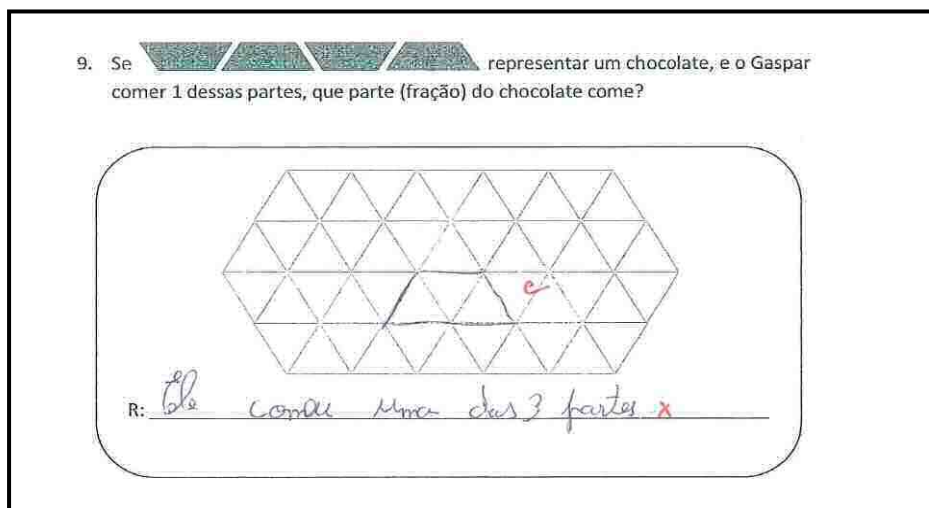 9. Se representar um chocolate, e o Gaspar
comer 1 dessas partes, que parte (fração) do chocolate come?
c
R: Ele comeu uma das 3 partes x